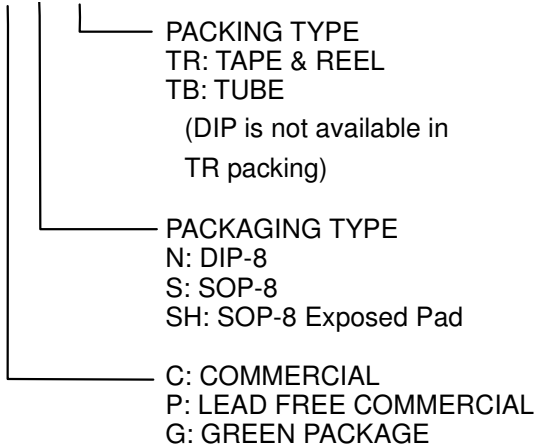 PACKING TYPE
TR: TAPE & REEL
TB: TUBE
(DIP is not available in
TR packing)
PACKAGING TYPE
N: DIP-8
S: SOP-8
SH: SOP-8 Exposed Pad
C: COMMERCIAL
P: LEAD FREE COMMERCIAL
G: GREEN PACKAGE